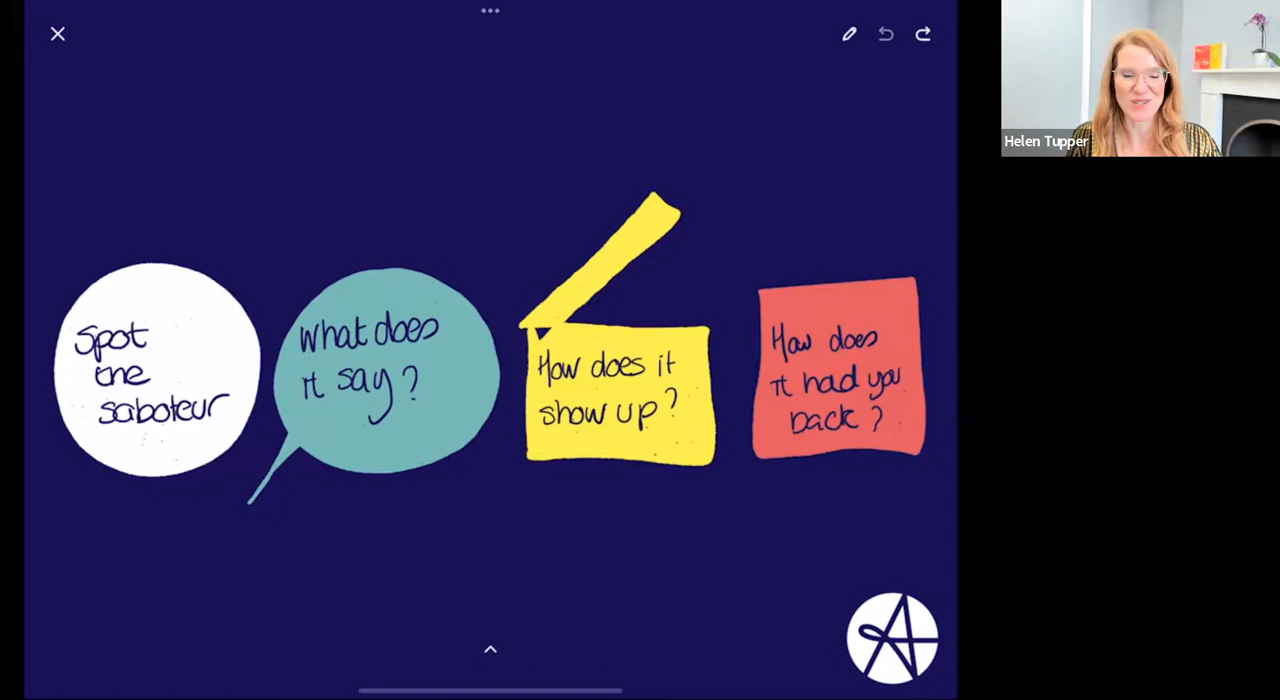 Spot
the
saboteur
What does
it say?
How does it
show up?
How does
it had you
back?
Helen Tupper